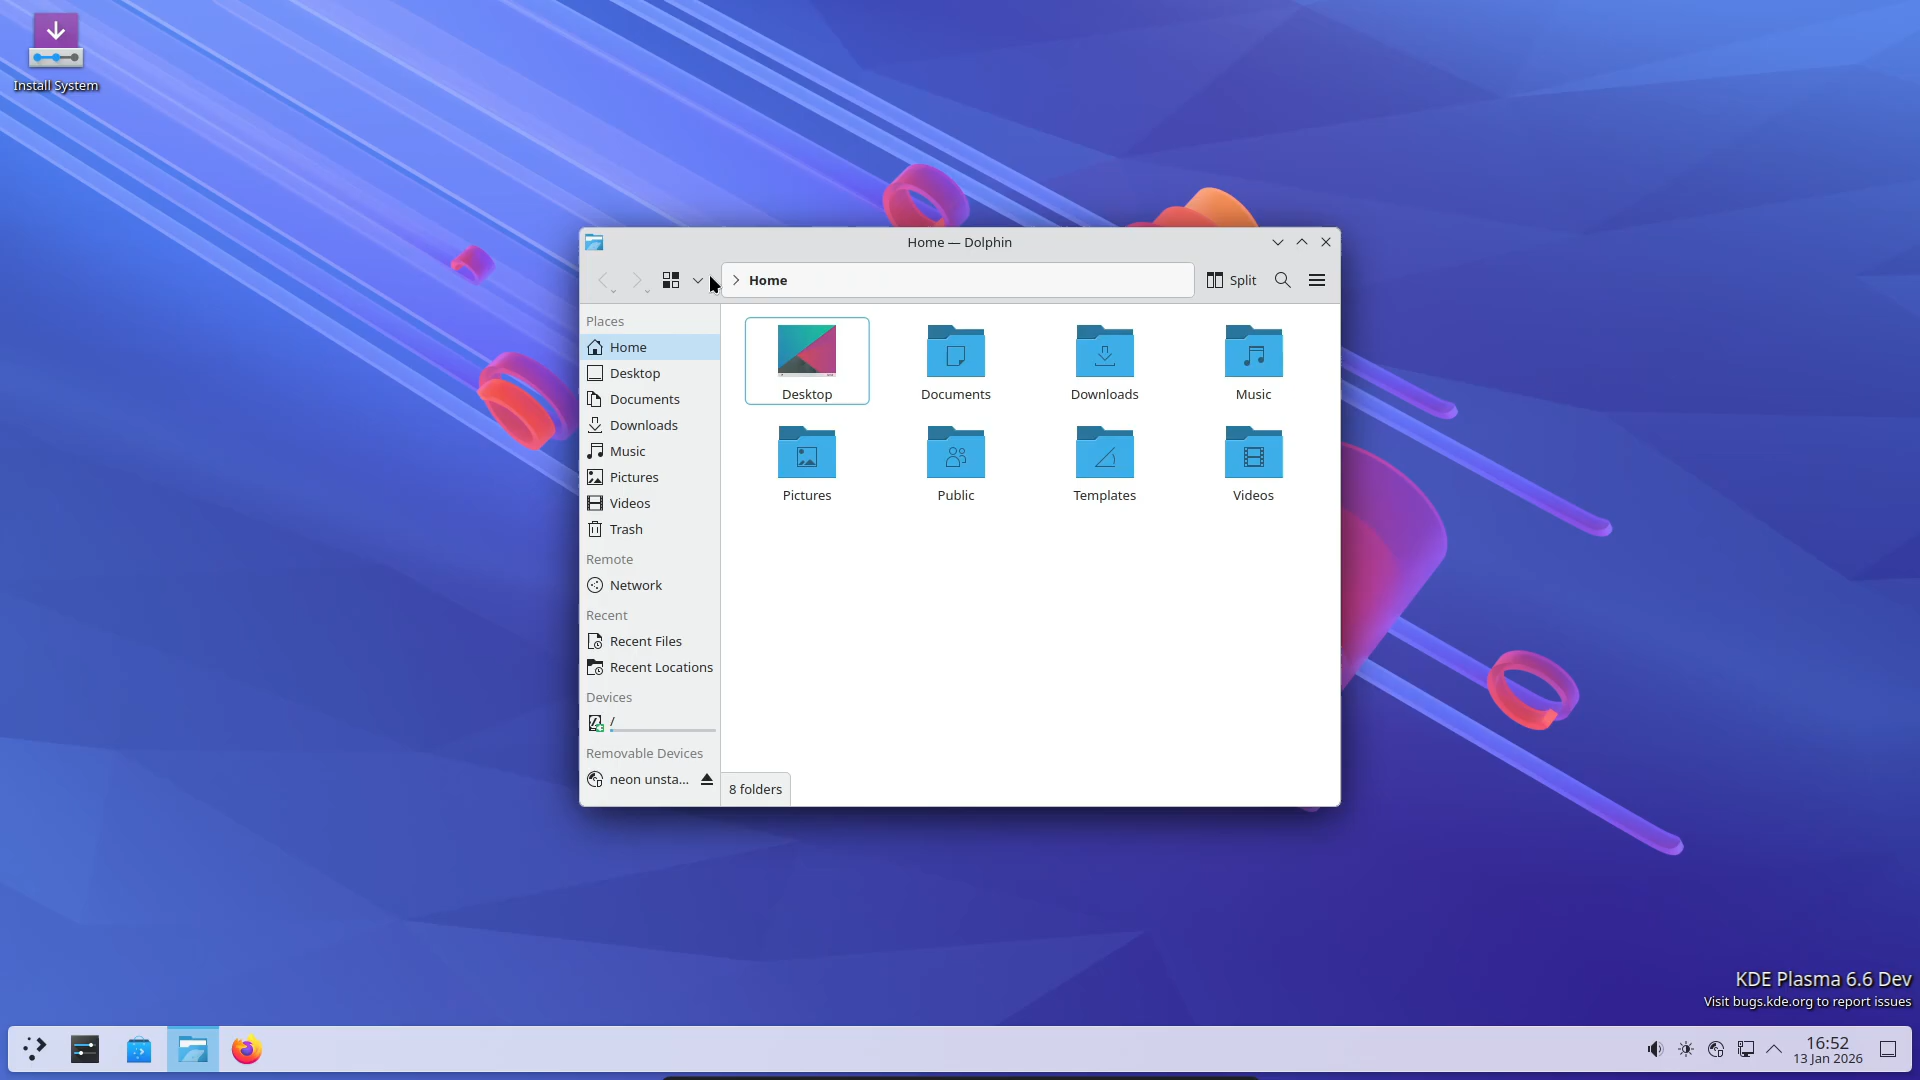 Install System
Home — Dolphin
Home
Split
Places
Home
Desktop
Documents
Downloads
Music
Pictures
Videos
Trash
Remote
Network
Recent
Recent Files
Recent Locations
Devices
/
Removable Devices
neon unsta...
Desktop
Documents
Downloads
Music
Pictures
Public
Templates
Videos
8 folders
KDE Plasma 6.6 Dev
Visit bugs.kde.org to report issues
16:52
13 Jan 2026